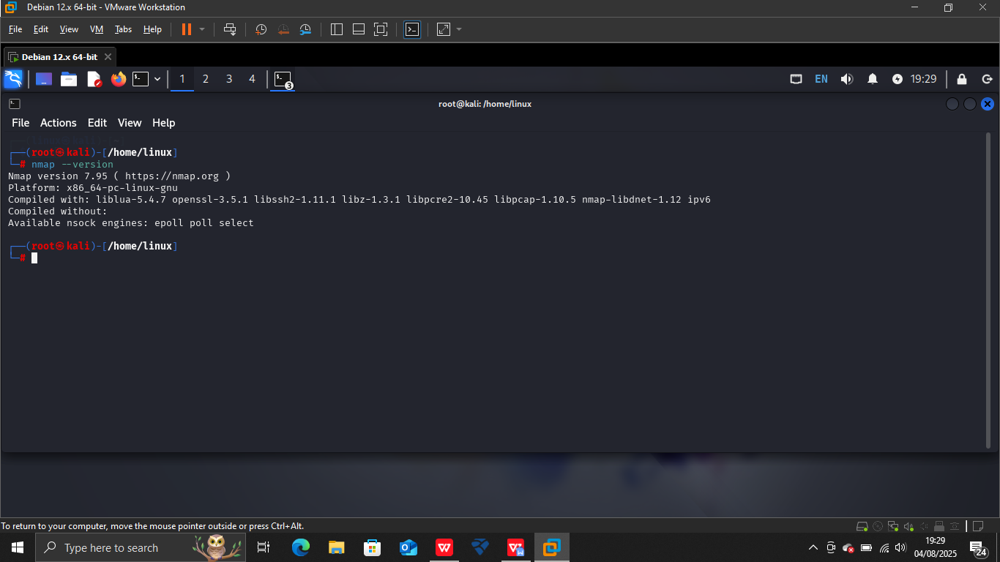 Debian 12.x 64-bit - VMware Workstation
File Edit View VM Tabs Help
Debian 12.x 64-bit
1 2 3 4 3 EN 19:29
root@kali: /home/linux
File Actions Edit View Help
┌──(root㉿kali)-[/home/linux]
└─# nmap --version
Nmap version 7.95 ( https://nmap.org )
Platform: x86_64-pc-linux-gnu
Compiled with: liblua-5.4.7 openssl-3.5.1 libssh2-1.11.1 libz-1.3.1 libpcre2-10.45 libpcap-1.10.5 nmap-libdnet-1.12 ipv6
Compiled without:
Available nsock engines: epoll poll select
┌──(root㉿kali)-[/home/linux]
└─#
To return to your computer, move the mouse pointer outside or press Ctrl+Alt.
Type here to search
19:29
04/08/2025
24